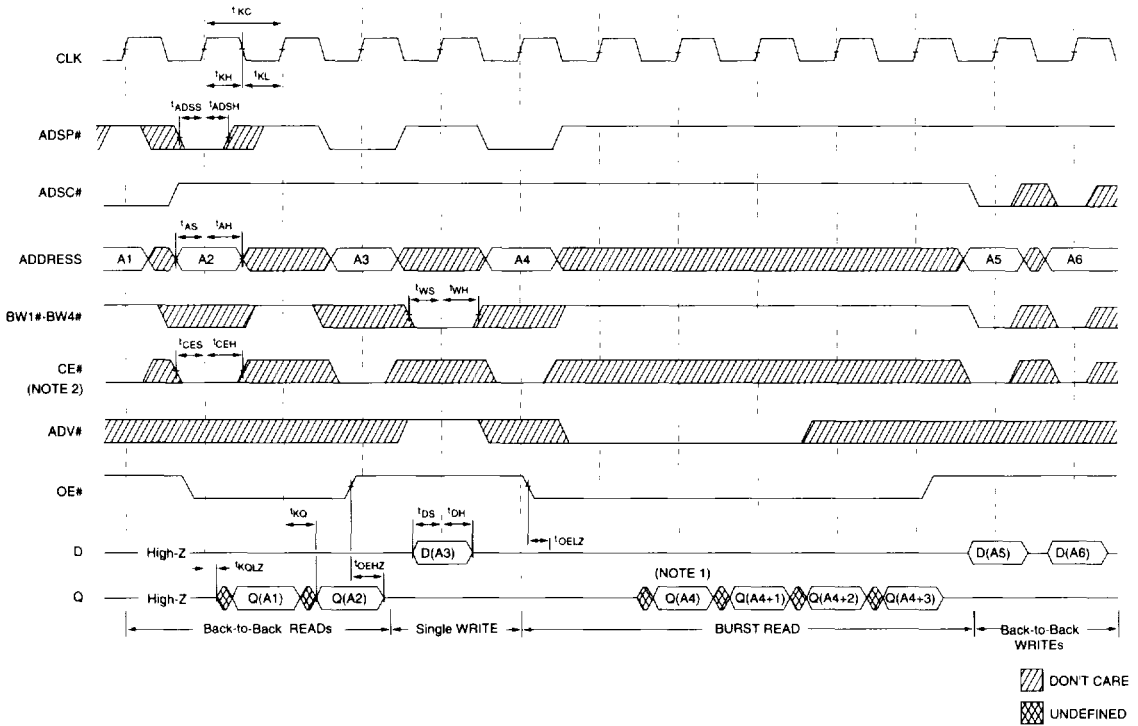 tKC
CLK
tKH tKL
tADSS tADSH
ADSP#
ADSC#
tAS tAH
ADDRESS A1 A2 A3 A4 A5 A6
tWS tWH
BW1#-BW4#
tCES tCEH
CE#
(NOTE 2)
ADV#
OE#
tKQ tDS tDH tOELZ
D High-Z D(A3) D(A5) D(A6)
tKQLZ tOEHZ (NOTE 1)
Q High-Z Q(A1) Q(A2) Q(A4) Q(A4+1) Q(A4+2) Q(A4+3)
Back-to-Back READs Single WRITE BURST READ Back-to-Back
WRITEs
DON'T CARE
UNDEFINED